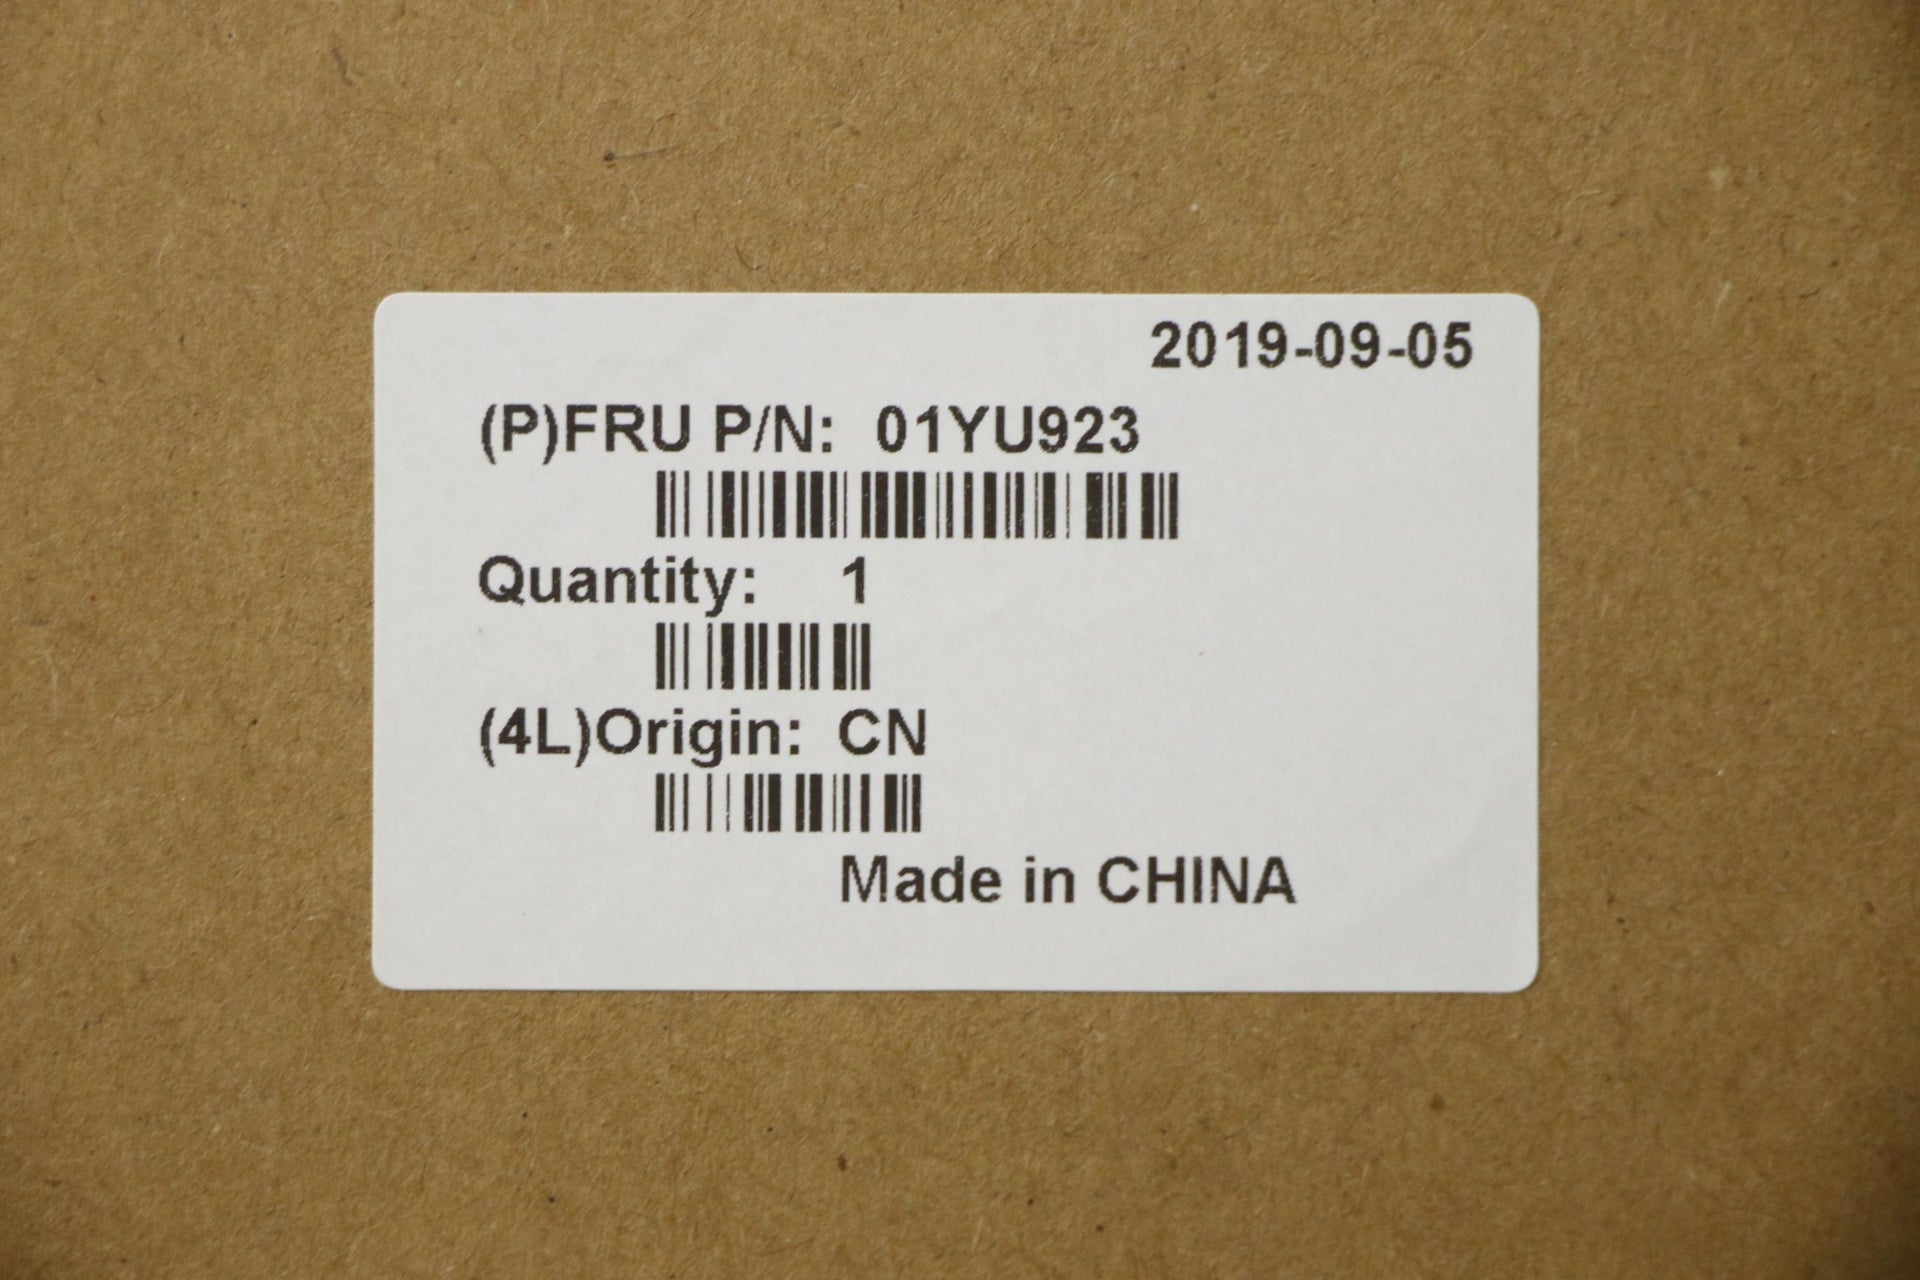 2019-09-05
(P)FRU P/N: 01YU923
Quantity: 1
(4L)Origin: CN
Made in CHINA